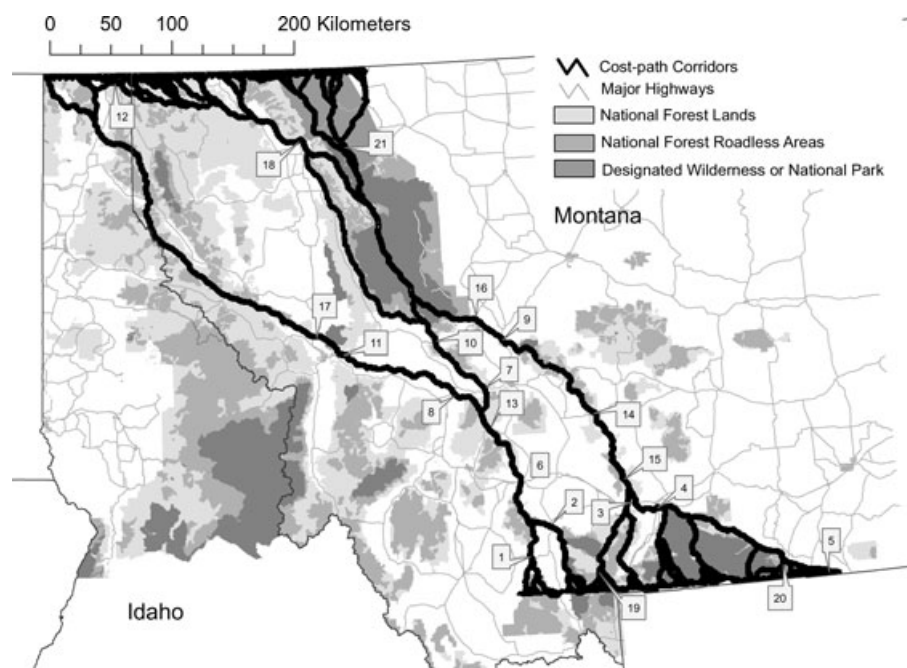 0 100 200 Kilometers
Cost-path Corridors
Major Highways
National Forest Lands
National Forest Roadless Areas
Designated Wilderness or National Park
Montana
12
21
18
16
17
9
11
10
7
8
13
14
6
15
2
4
3
1
5
19
20
Idaho